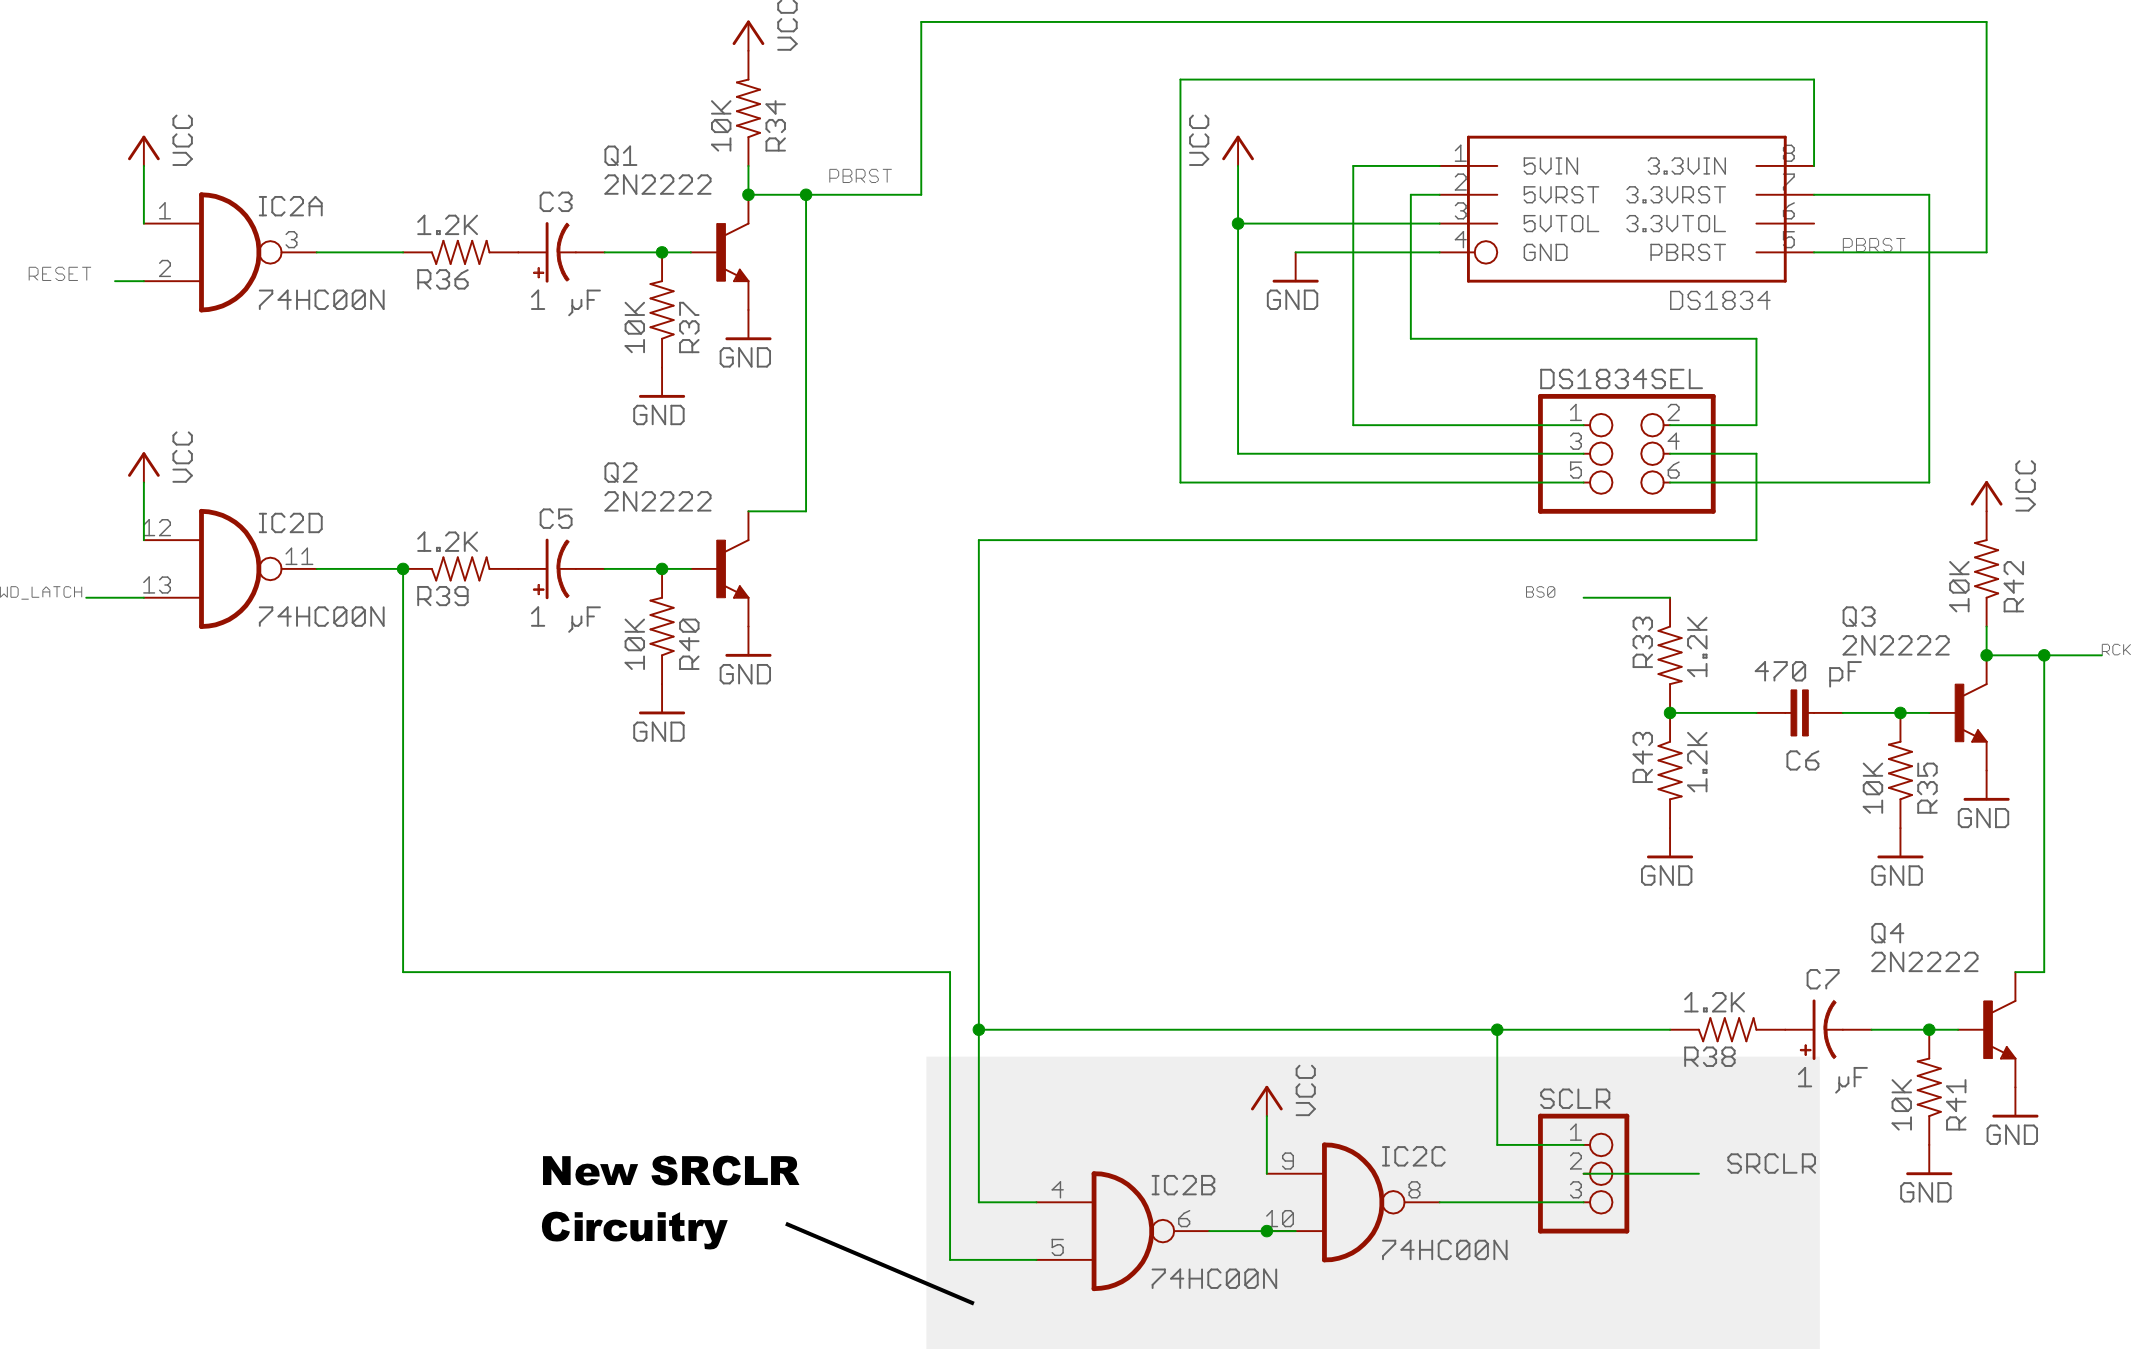 VCC
VCC
10K
R34
VCC
VCC
Q1
2N2222
PBRST
1
2
3
4
5VIN
5VRST
5VTOL
GND
3.3VIN
3.3VRST
3.3VTOL
PBRST
8
7
6
5
PBRST
DS1834
GND
1
2
IC2A
3
74HC00N
RESET
1.2K
R36
C3
+
1 µF
10K
R37
GND
GND
DS1834SEL
1
3
5
2
4
6
VCC
12
13
IC2D
11
74HC00N
WD_LATCH
1.2K
R39
C5
+
1 µF
Q2
2N2222
10K
R40
GND
GND
VCC
10K
R42
BS0
R33
1.2K
Q3
2N2222
RCK
470 pF
C6
R43
1.2K
10K
R35
GND
GND
GND
Q4
2N2222
1.2K
R38
C7
+
1 µF
10K
R41
GND
GND
VCC
SCLR
1
2
3
SRCLR
New SRCLR
Circuitry
4
5
IC2B
6
74HC00N
9
10
IC2C
8
74HC00N